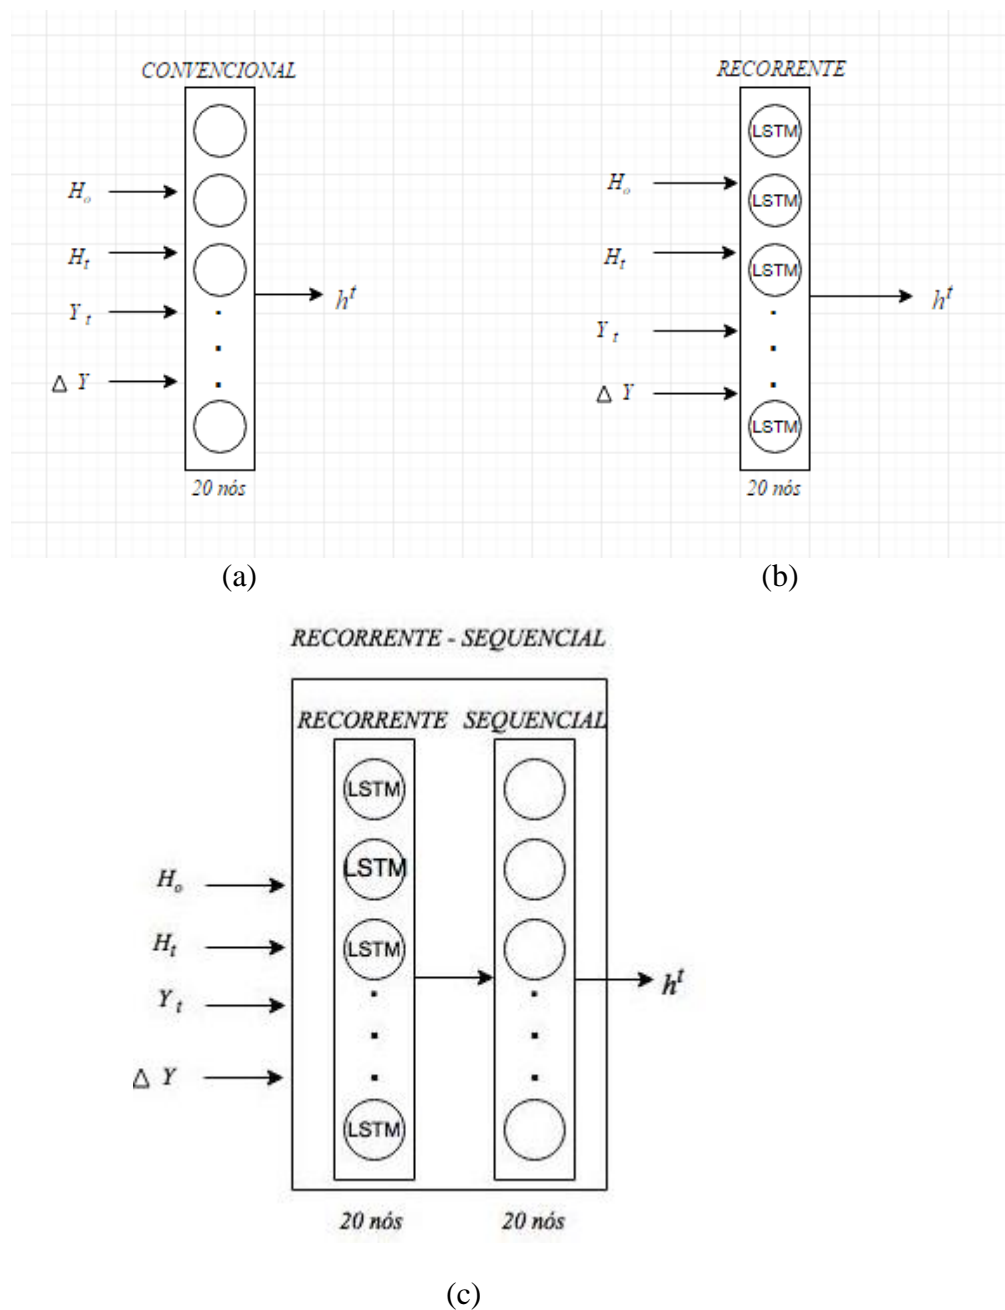 CONVENCIONAL
H_o
H_t
Y_t
Δ Y
h^t
20 nós
(a)
RECORRENTE
LSTM
LSTM
LSTM
LSTM
H_o
H_t
Y_t
Δ Y
h^t
20 nós
(b)
RECORRENTE - SEQUENCIAL
RECORRENTE SEQUENCIAL
LSTM
LSTM
LSTM
LSTM
H_o
H_t
Y_t
Δ Y
h^t
20 nós 20 nós
(c)